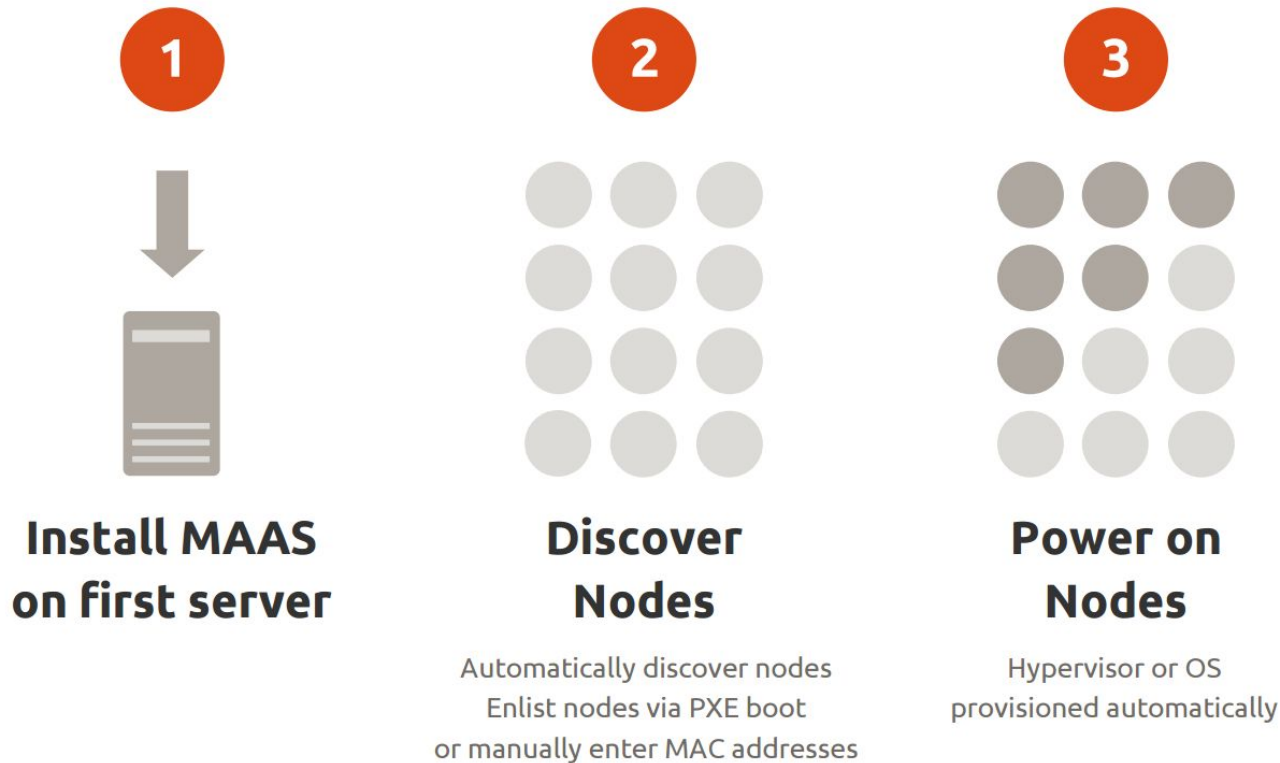 1
2
3
Install MAAS
on first server
Discover
Nodes
Automatically discover nodes
Enlist nodes via PXE boot
or manually enter MAC addresses
Power on
Nodes
Hypervisor or OS
provisioned automatically